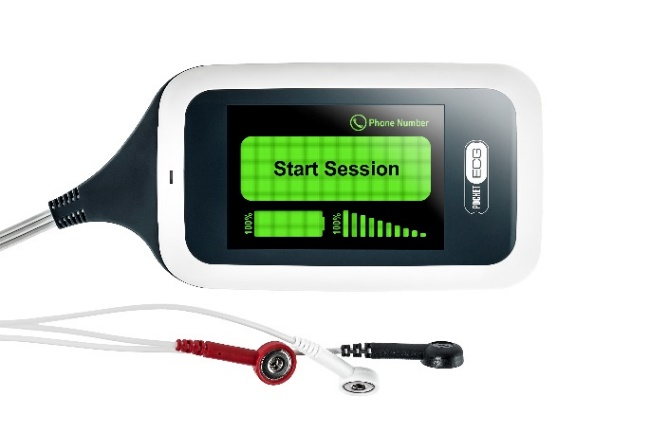 Phone Number
Start Session
100%
100%
POCKET ECG